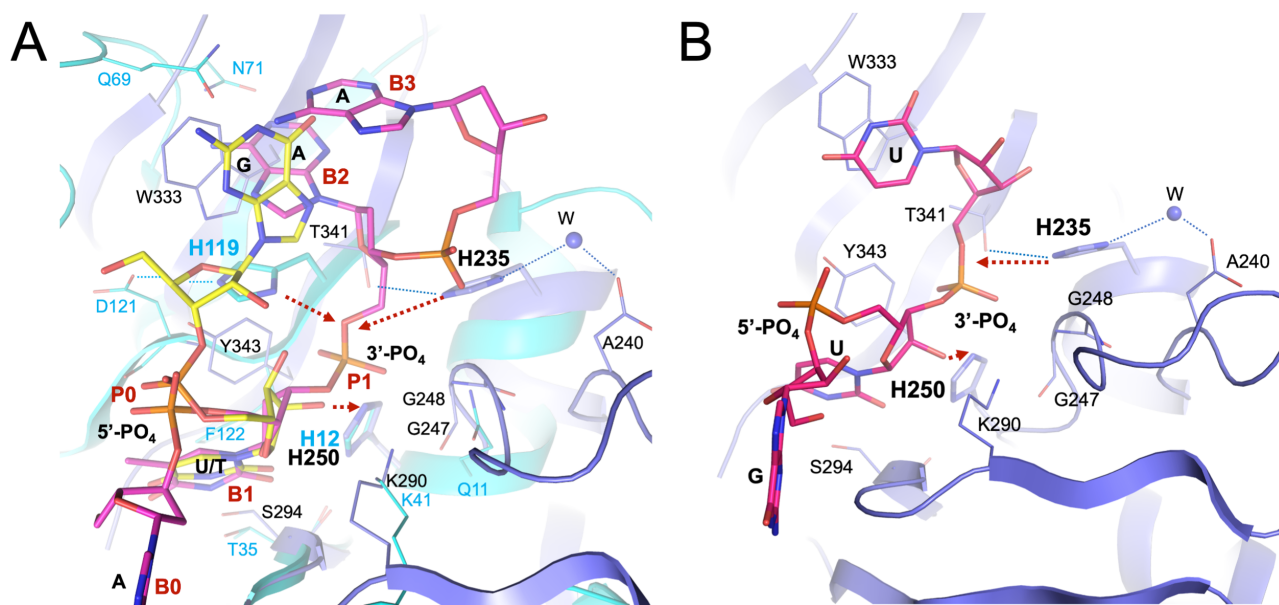 A
B
Q69
N71
B3
A
G
A
B2
W333
H119
T341
H235
W
D121
Y343
3'-PO4
A240
P0
P1
5'-PO4
F122
G248
G247
H12
H250
U/T
B1
K290
K41
Q11
S294
T35
A
B0
W333
U
T341
H235
W
Y343
A240
5'-PO4
3'-PO4
G248
U
H250
G247
K290
S294
G